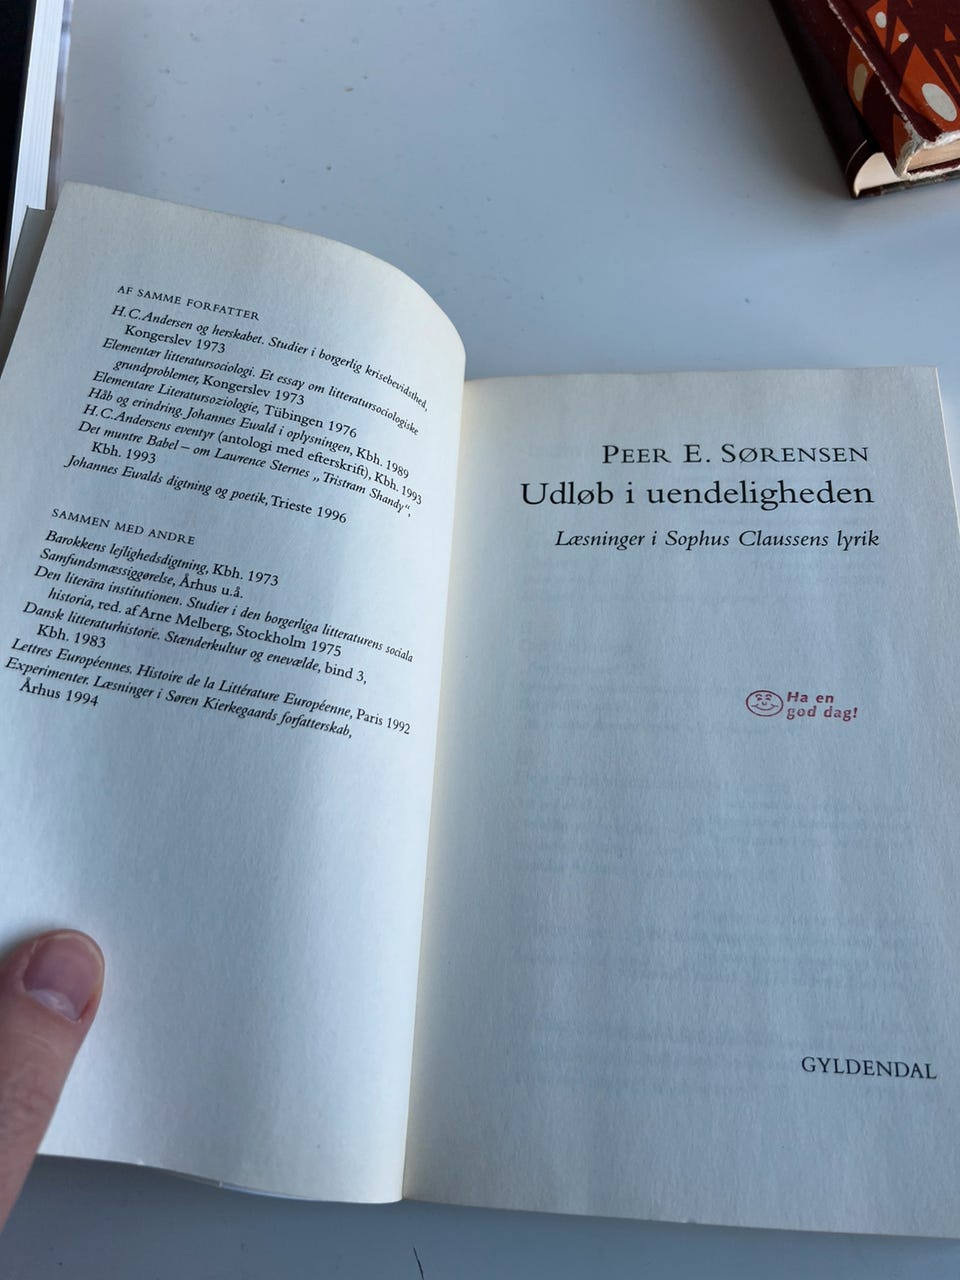 AF SAMME FORFATTER
H.C.Andersen og herskabet. Studier i borgerlig krisebevidsthed,
Kongerslev 1973
Elementær litteratursociologi. Et essay om litteratursociologiske
grundproblemer, Kongerslev 1973
Elementare Literatursoziologie, Tübingen 1976
Håb og erindring. Johannes Ewald i oplysningen, Kbh. 1989
H.C.Andersens eventyr (antologi med efterskrift), Kbh. 1993
Det muntre Babel – om Laurence Sternes „Tristram Shandy“,
Kbh. 1993
Johannes Ewalds digtning og poetik, Trieste 1996
SAMMEN MED ANDRE
Barokkens lejlighedsdigtning, Kbh. 1973
Samfundsmæssiggørelse, Århus u.å.
Den literära institutionen. Studier i den borgerliga litteraturens sociala
historia, red. af Arne Melberg, Stockholm 1975
Dansk litteraturhistorie. Stænderkultur og enevælde, bind 3,
Kbh. 1983
Lettres Européennes. Histoire de la Littérature Européenne, Paris 1992
Experimenter. Læsninger i Søren Kierkegaards forfatterskab,
Århus 1994
PEER E. SØRENSEN
Udløb i uendeligheden
Læsninger i Sophus Claussens lyrik
Ha en
god dag!
GYLDENDAL